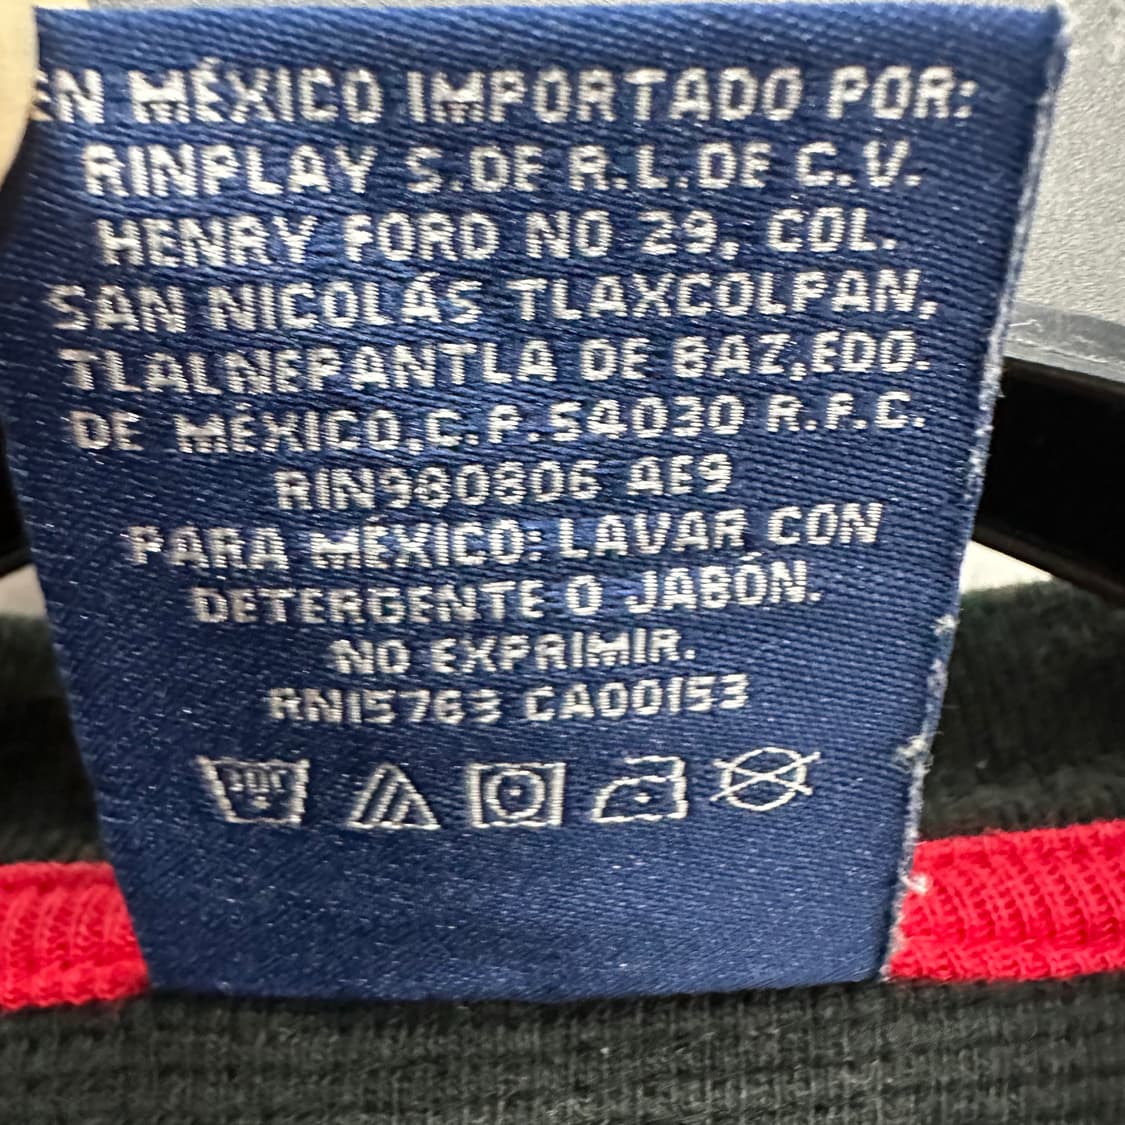 EN MÉXICO IMPORTADO POR:
RINPLAY S.DE R.L.DE C.V.
HENRY FORD NO 29, COL.
SAN NICOLÁS TLAXCOLPAN,
TLALNEPANTLA DE BAZ,EDO.
DE MÉXICO,C.P.54030 R.F.C.
RIN980806 AE9
PARA MÉXICO: LAVAR CON
DETERGENTE O JABÓN.
NO EXPRIMIR.
RN15763 CA00153